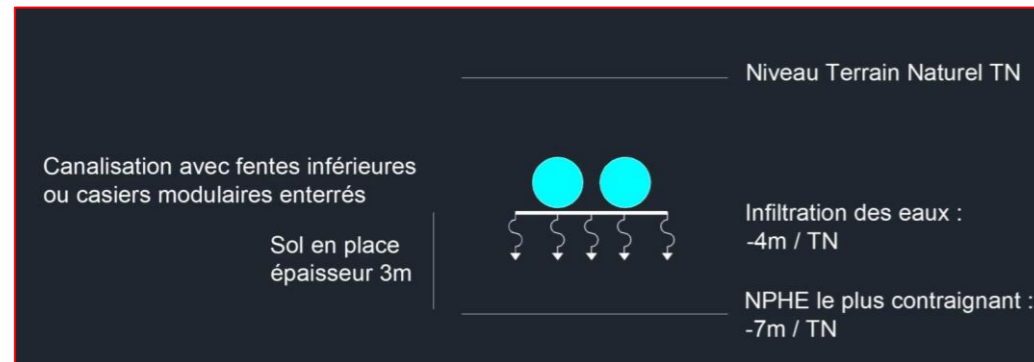 Niveau Terrain Naturel TN
Canalisation avec fentes inférieures
ou casiers modulaires enterrés
Sol en place
épaisseur 3m
Infiltration des eaux :
-4m / TN
NPHE le plus contraignant :
-7m / TN